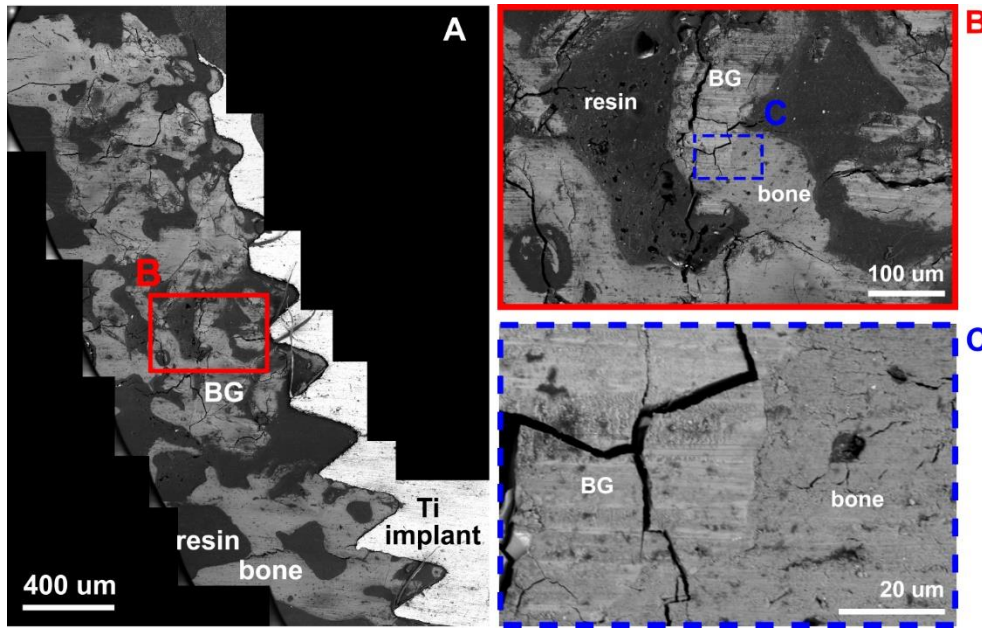 A
B
BG
Ti
implant
resin
bone
400 um
B
BG
resin
C
bone
100 um
C
BG
bone
20 um